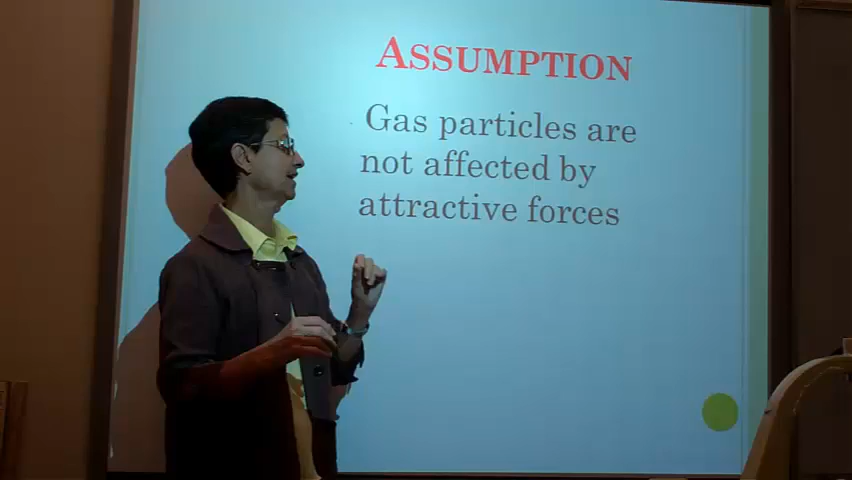 ASSUMPTION
Gas particles are
not affected by
attractive forces